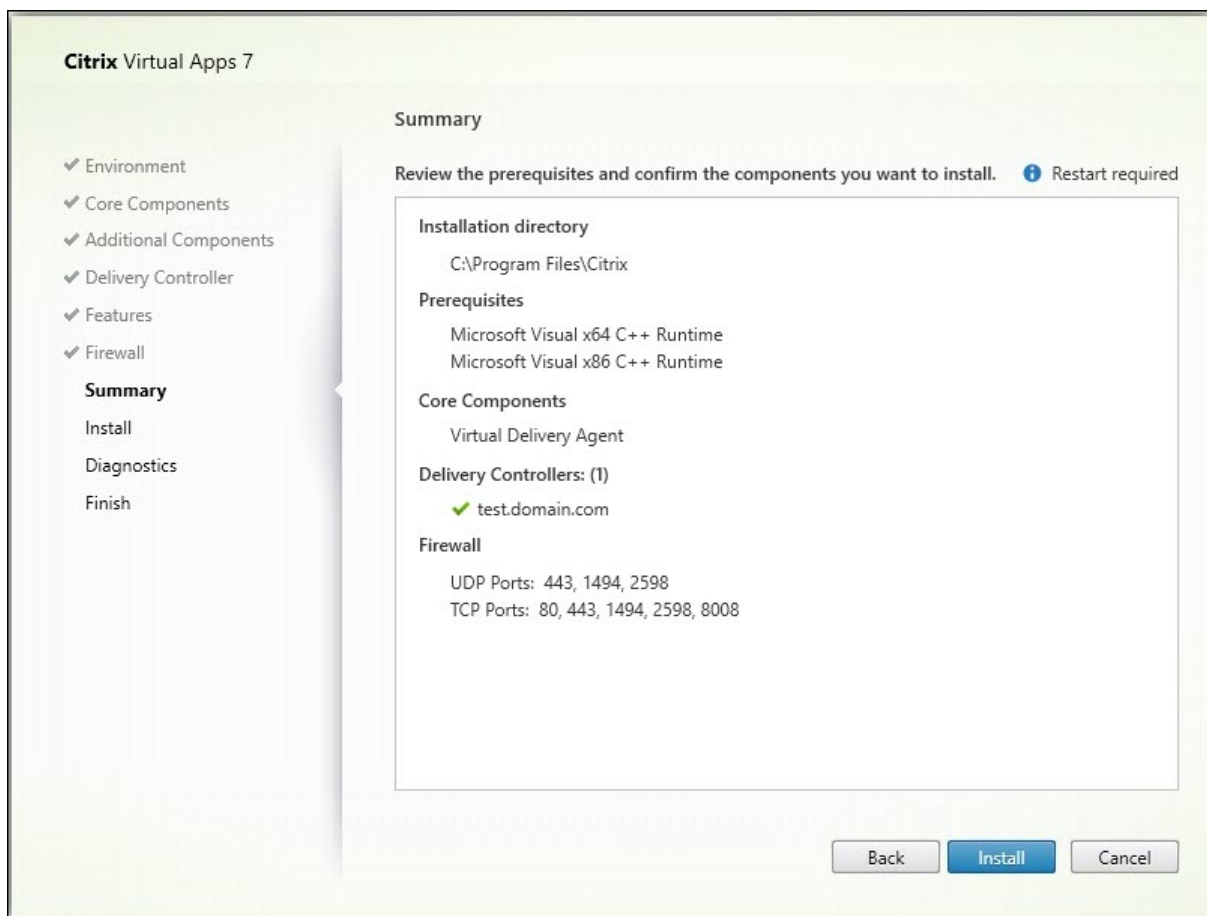 Citrix Virtual Apps 7
Environment
Core Components
Additional Components
Delivery Controller
Features
Firewall
Summary
Install
Diagnostics
Finish
Summary
Review the prerequisites and confirm the components you want to install. Restart required
Installation directory
C:\Program Files\Citrix
Prerequisites
Microsoft Visual x64 C++ Runtime
Microsoft Visual x86 C++ Runtime
Core Components
Virtual Delivery Agent
Delivery Controllers: (1)
test.domain.com
Firewall
UDP Ports: 443, 1494, 2598
TCP Ports: 80, 443, 1494, 2598, 8008
Back Install Cancel